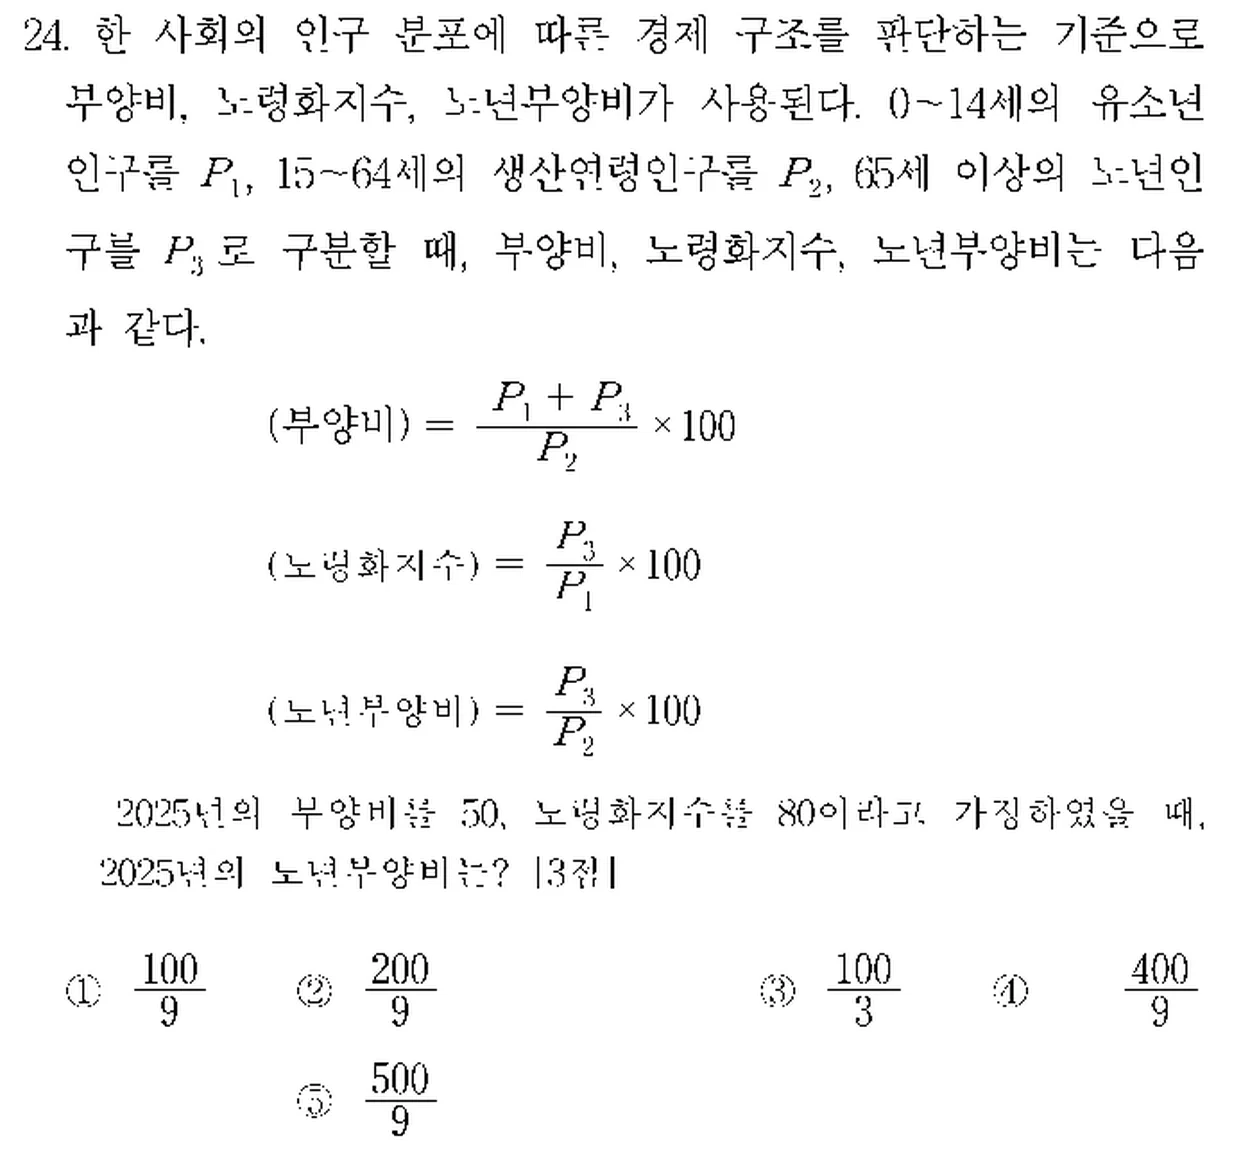 24. 한 사회의 인구 분포에 따른 경제 구조를 판단하는 기준으로
부양비, 노령화지수, 노년부양비가 사용된다. 0~14세의 유소년
인구를 P₁, 15~64세의 생산연령인구를 P₂, 65세 이상의 노년인
구를 P₃로 구분할 때, 부양비, 노령화지수, 노년부양비는 다음
과 같다.
(부양비) = (P₁ + P₃)/P₂ × 100
(노령화지수) = P₃/P₁ × 100
(노년부양비) = P₃/P₂ × 100
2025년의 부양비를 50, 노령화지수를 80이라고 가정하였을 때,
2025년의 노년부양비는? [3점]
① 100/9 ② 200/9 ③ 100/3 ④ 400/9
⑤ 500/9